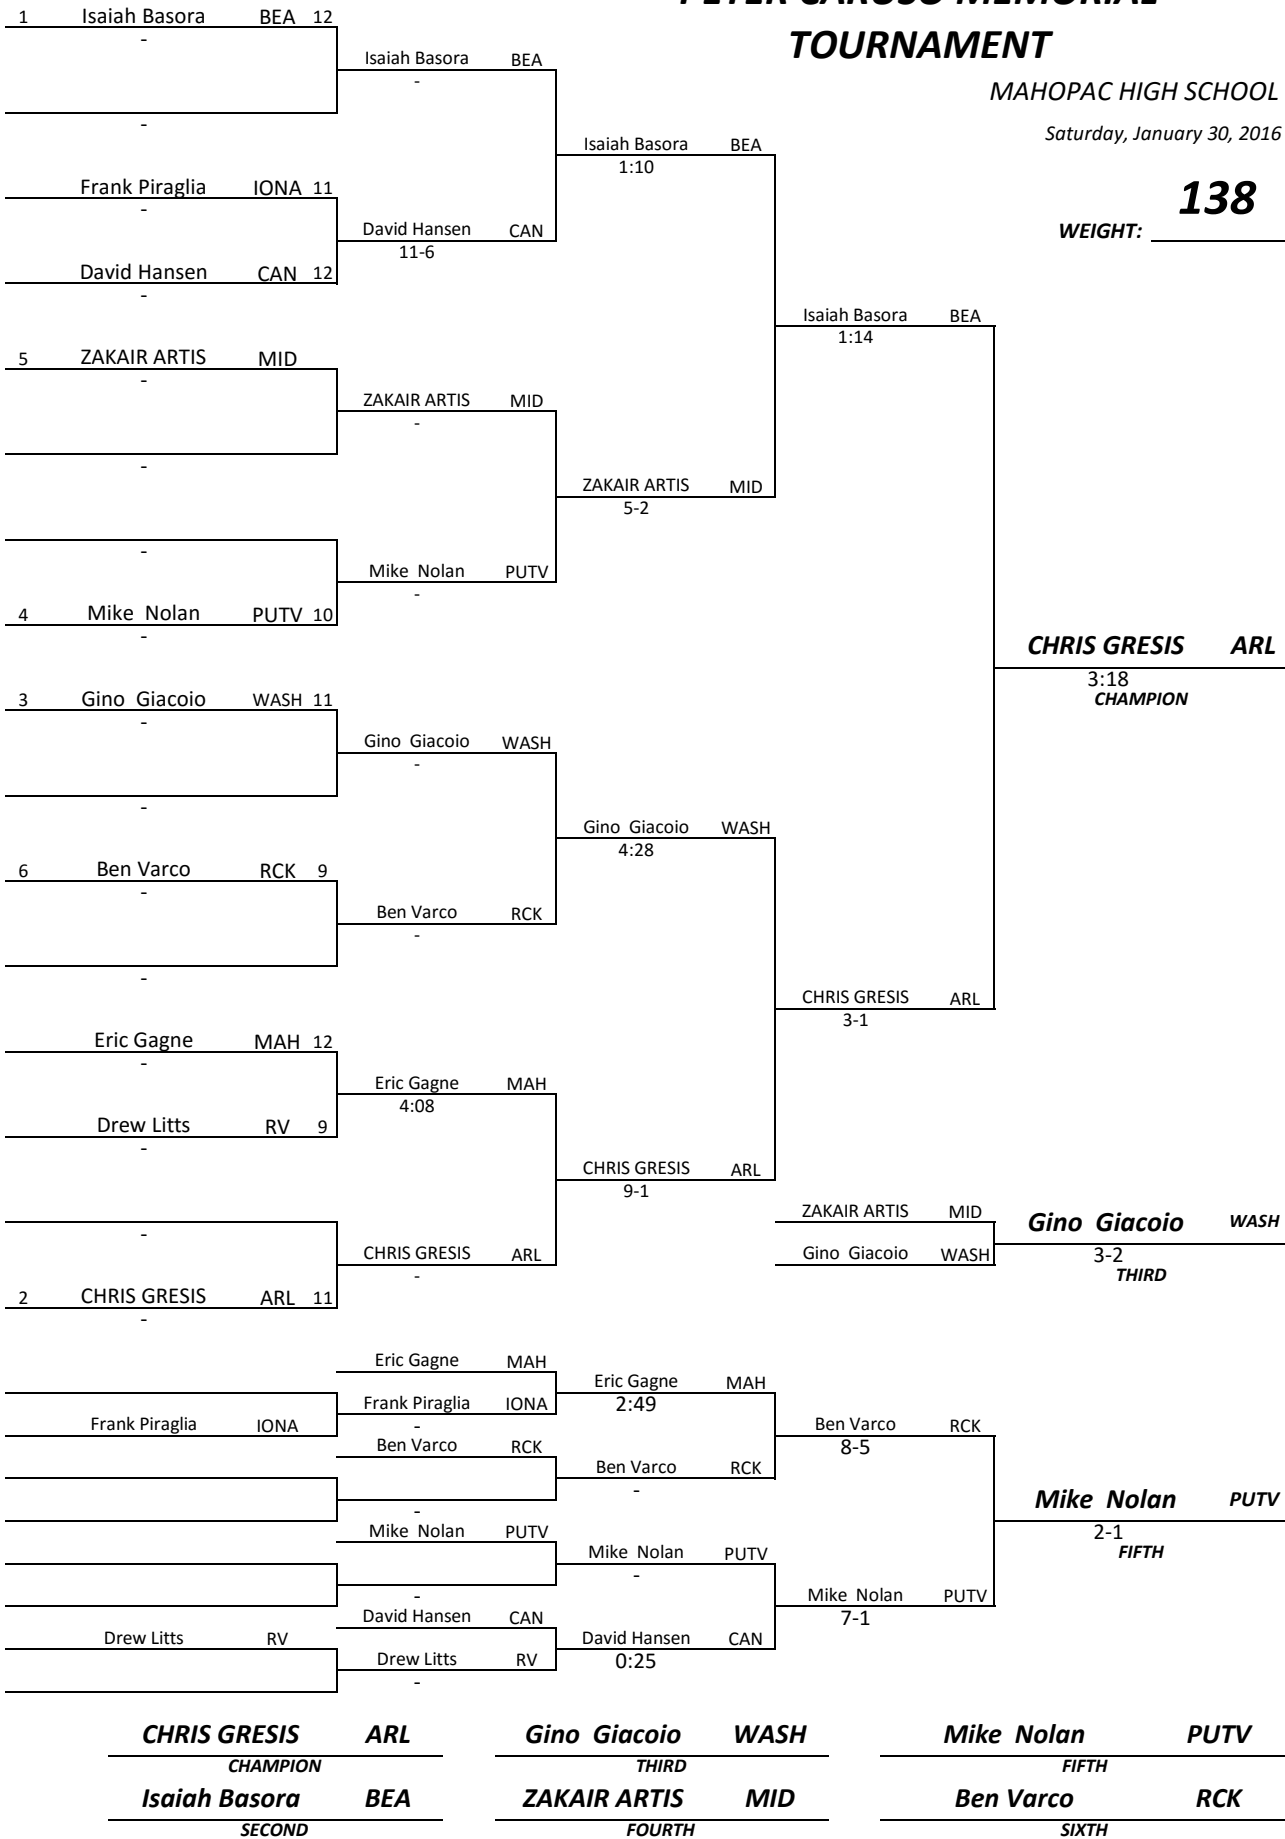 PETER CARUSO MEMORIAL
TOURNAMENT
MAHOPAC HIGH SCHOOL
Saturday, January 30, 2016
138
WEIGHT:
1 Isaiah Basora BEA 12
-
Isaiah Basora BEA
-
-
Isaiah Basora BEA
1:10
Frank Piraglia IONA 11
-
David Hansen CAN
11-6
David Hansen CAN 12
-
Isaiah Basora BEA
1:14
5 ZAKAIR ARTIS MID
-
ZAKAIR ARTIS MID
-
-
ZAKAIR ARTIS MID
5-2
-
Mike Nolan PUTV
-
4 Mike Nolan PUTV 10
-
CHRIS GRESIS ARL
3:18
CHAMPION
3 Gino Giacoio WASH 11
-
Gino Giacoio WASH
-
-
Gino Giacoio WASH
4:28
6 Ben Varco RCK 9
-
Ben Varco RCK
-
-
CHRIS GRESIS ARL
3-1
Eric Gagne MAH 12
-
Eric Gagne MAH
4:08
Drew Litts RV 9
-
CHRIS GRESIS ARL
9-1
-
CHRIS GRESIS ARL
-
2 CHRIS GRESIS ARL 11
-
ZAKAIR ARTIS MID
Gino Giacoio WASH
Gino Giacoio WASH
3-2
THIRD
Eric Gagne MAH
Eric Gagne MAH
2:49
Frank Piraglia IONA
-
Frank Piraglia IONA
Ben Varco RCK
8-5
Ben Varco RCK
Ben Varco RCK
-
-
Mike Nolan PUTV
2-1
FIFTH
Mike Nolan PUTV
Mike Nolan PUTV
-
-
Mike Nolan PUTV
7-1
David Hansen CAN
Drew Litts RV
David Hansen CAN
0:25
Drew Litts RV
-
CHRIS GRESIS ARL Gino Giacoio WASH Mike Nolan PUTV
CHAMPION THIRD FIFTH
Isaiah Basora BEA ZAKAIR ARTIS MID Ben Varco RCK
SECOND FOURTH SIXTH